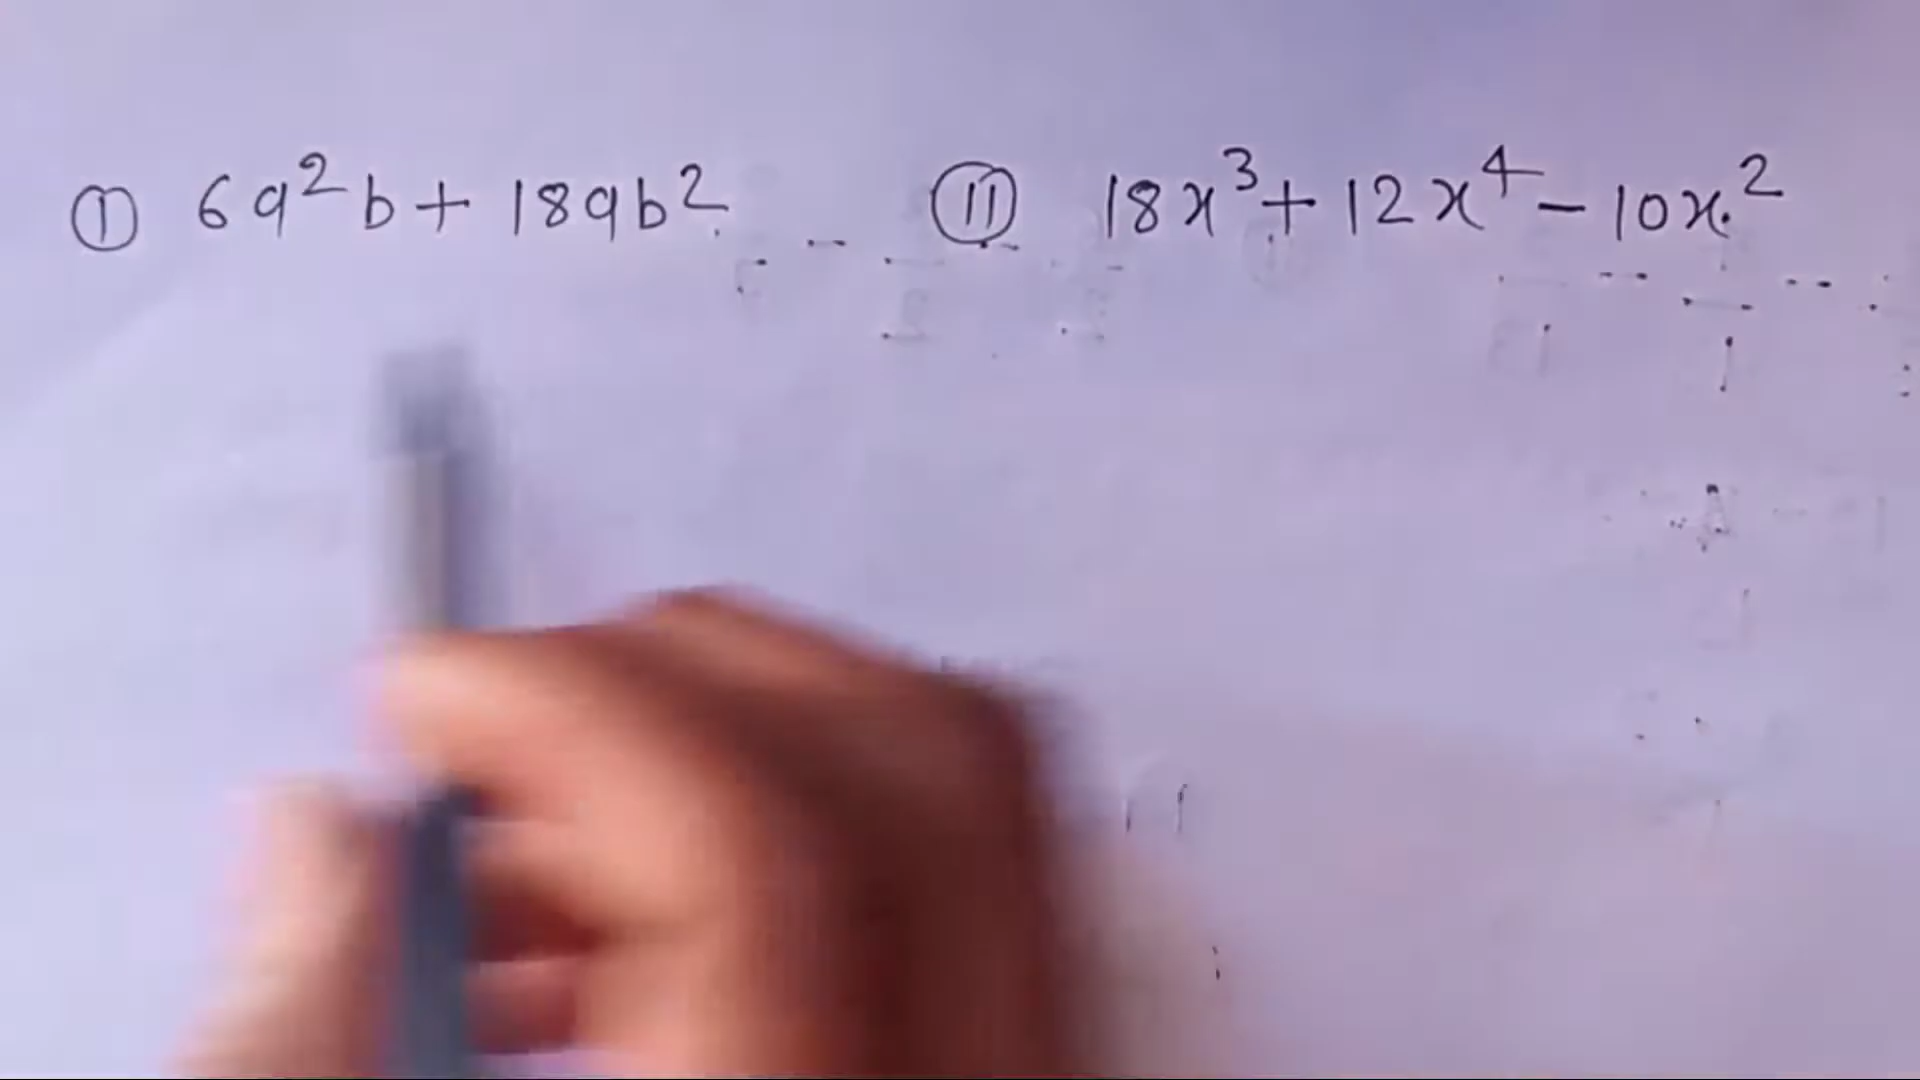 ① 6a²b + 18ab² ⑪ 18x³ + 12x⁴ - 10x²